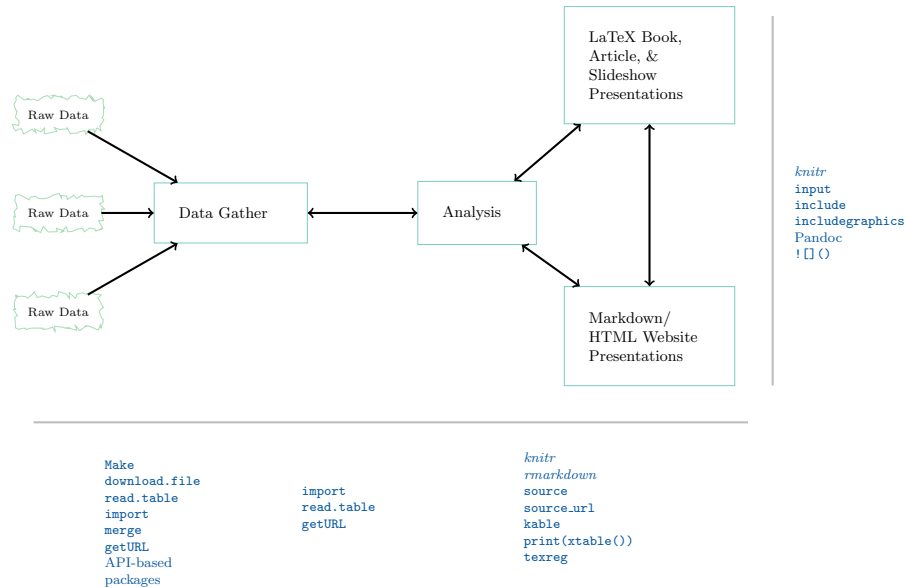 LaTeX Book,
Article, &
Slideshow
Presentations
Raw Data
Raw Data
Raw Data
Data Gather
Analysis
Markdown/
HTML Website
Presentations
knitr
input
include
includegraphics
Pandoc
![]()
Make
download.file
read.table
import
merge
getURL
API-based
packages
import
read.table
getURL
knitr
rmarkdown
source
source_url
kable
print(xtable())
texreg